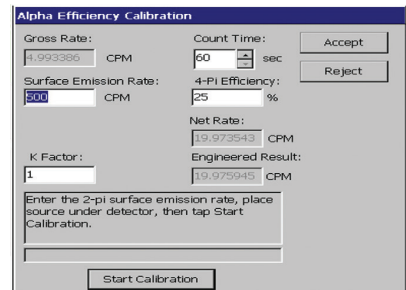 Alpha Efficiency Calibration
Gross Rate:
4.993386 CPM
Count Time:
60 sec
Accept
Surface Emission Rate:
500 CPM
4-Pi Efficiency:
25 %
Reject
Net Rate:
19.973543 CPM
K Factor:
1
Engineered Result:
19.975945 CPM
Enter the 2-pi surface emission rate, place
source under detector, then tap Start
Calibration.
Start Calibration